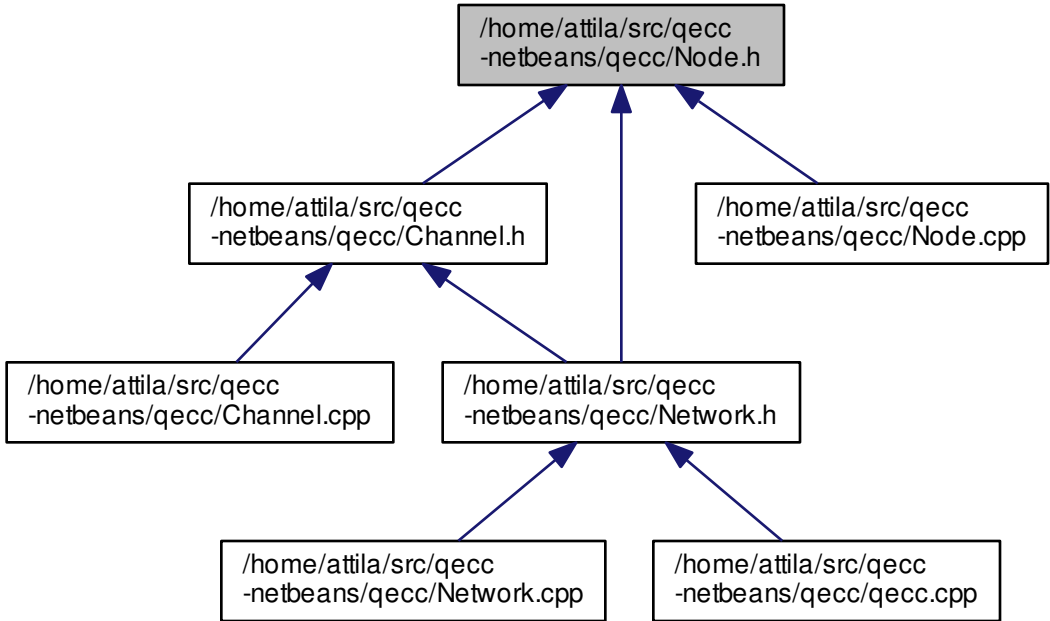 /home/attila/src/qecc
-netbeans/qecc/Node.h
/home/attila/src/qecc
-netbeans/qecc/Channel.h
/home/attila/src/qecc
-netbeans/qecc/Node.cpp
/home/attila/src/qecc
-netbeans/qecc/Channel.cpp
/home/attila/src/qecc
-netbeans/qecc/Network.h
/home/attila/src/qecc
-netbeans/qecc/Network.cpp
/home/attila/src/qecc
-netbeans/qecc/qecc.cpp